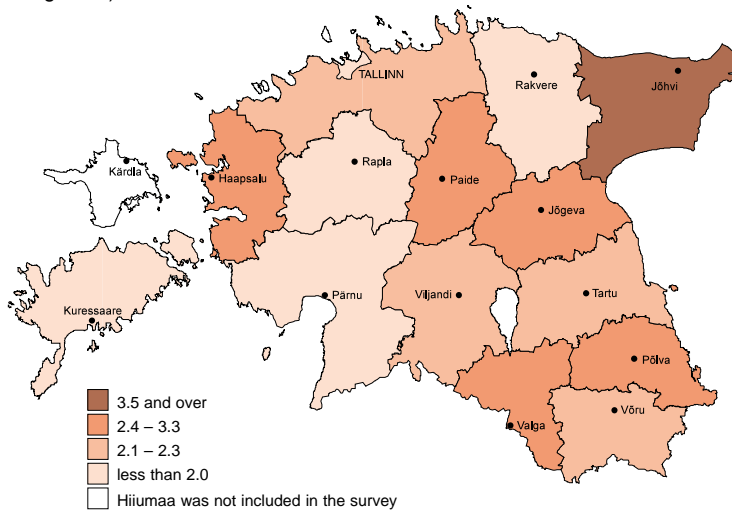 TALLINN
Rakvere
Jõhvi
Kärdla
Haapsalu
Rapla
Paide
Jõgeva
Kuressaare
Pärnu
Viljandi
Tartu
Põlva
Valga
Võru
3.5 and over
2.4 – 3.3
2.1 – 2.3
less than 2.0
Hiiumaa was not included in the survey